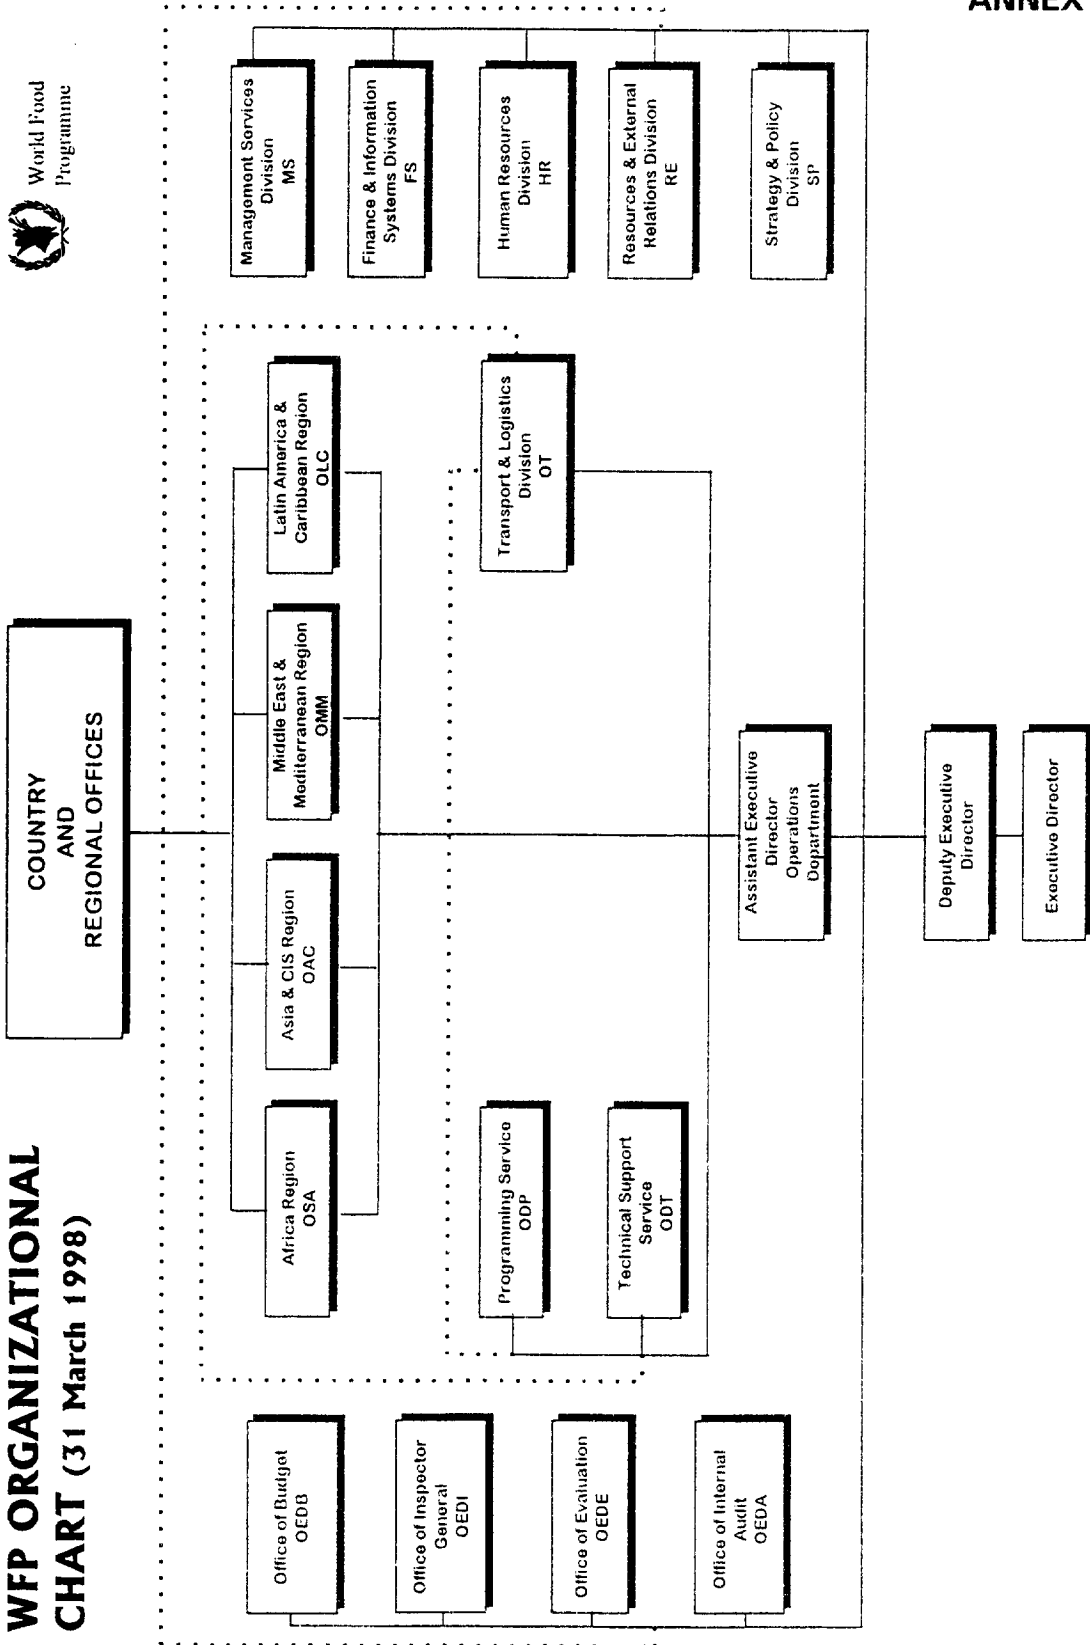 ANNEX
WFP ORGANIZATIONAL
CHART (31 March 1998)
World Food
Programme
COUNTRY
AND
REGIONAL OFFICES
Office of Budget
OEDB
Office of Inspector
General
OEDI
Office of Evaluation
OEDE
Office of Internal
Audit
OEDA
Africa Region
OSA
Asia & CIS Region
OAC
Middle East &
Mediterranean Region
OMM
Latin America &
Caribbean Region
OLC
Programming Service
ODP
Technical Support
Service
ODT
Transport & Logistics
Division
OT
Management Services
Division
MS
Finance & Information
Systems Division
FS
Human Resources
Division
HR
Resources & External
Relations Division
RE
Strategy & Policy
Division
SP
Assistant Executive
Director
Operations
Department
Deputy Executive
Director
Executive Director